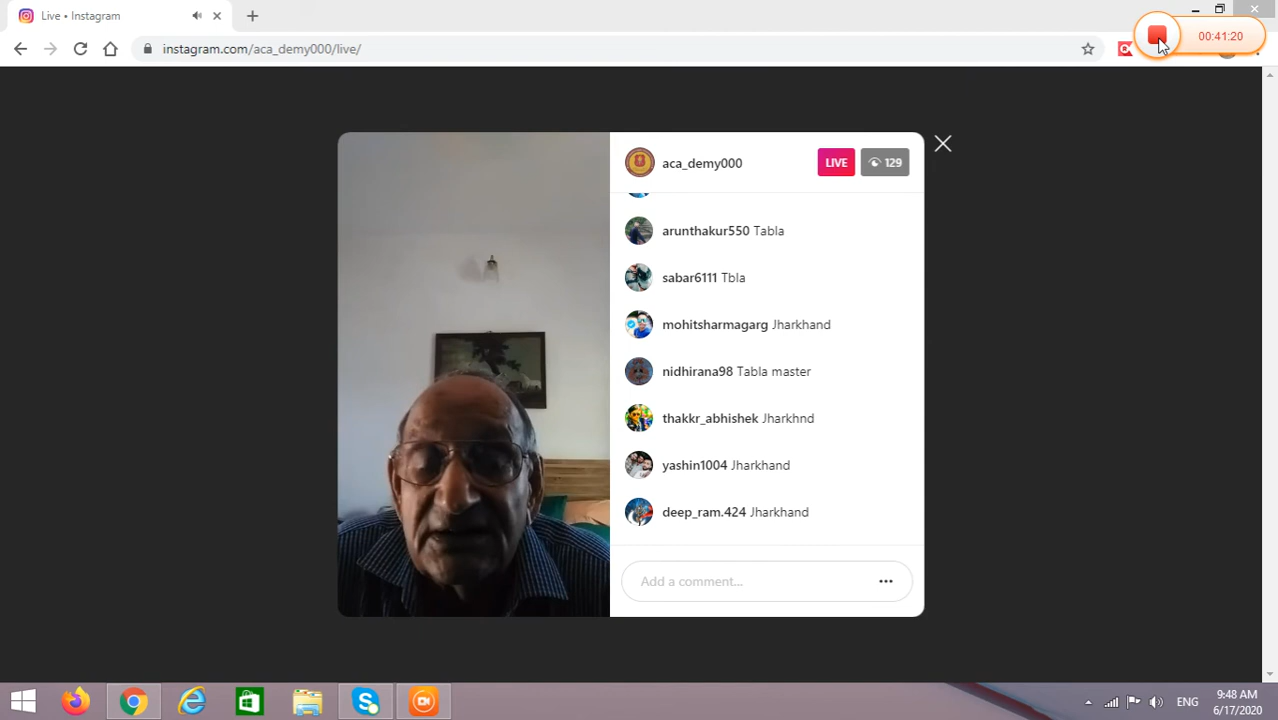 Live • Instagram
00:41:20
instagram.com/aca_demy000/live/
aca_demy000 LIVE 129
arunthakur550 Tabla
sabar6111 Tbla
mohitsharmagarg Jharkhand
nidhirana98 Tabla master
thakkr_abhishek Jharkhnd
yashin1004 Jharkhand
deep_ram.424 Jharkhand
Add a comment...
ENG
9:48 AM
6/17/2020